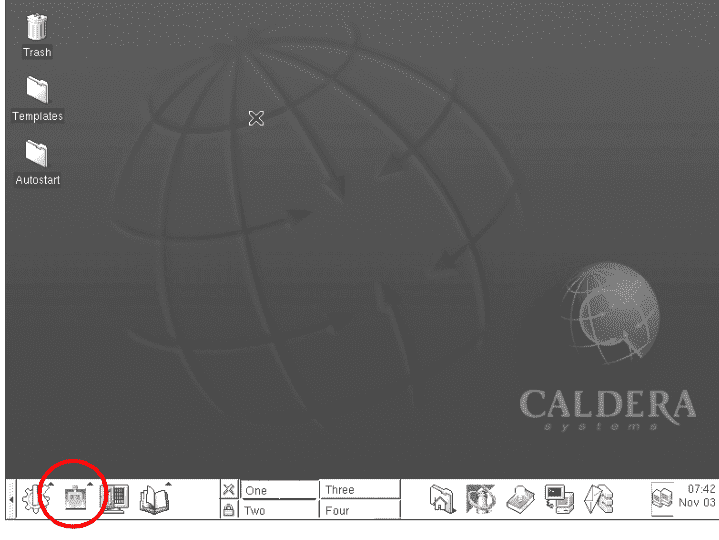 Trash
Templates
Autostart
CALDERA
systems
One
Three
07:42
Two
Four
Nov 03